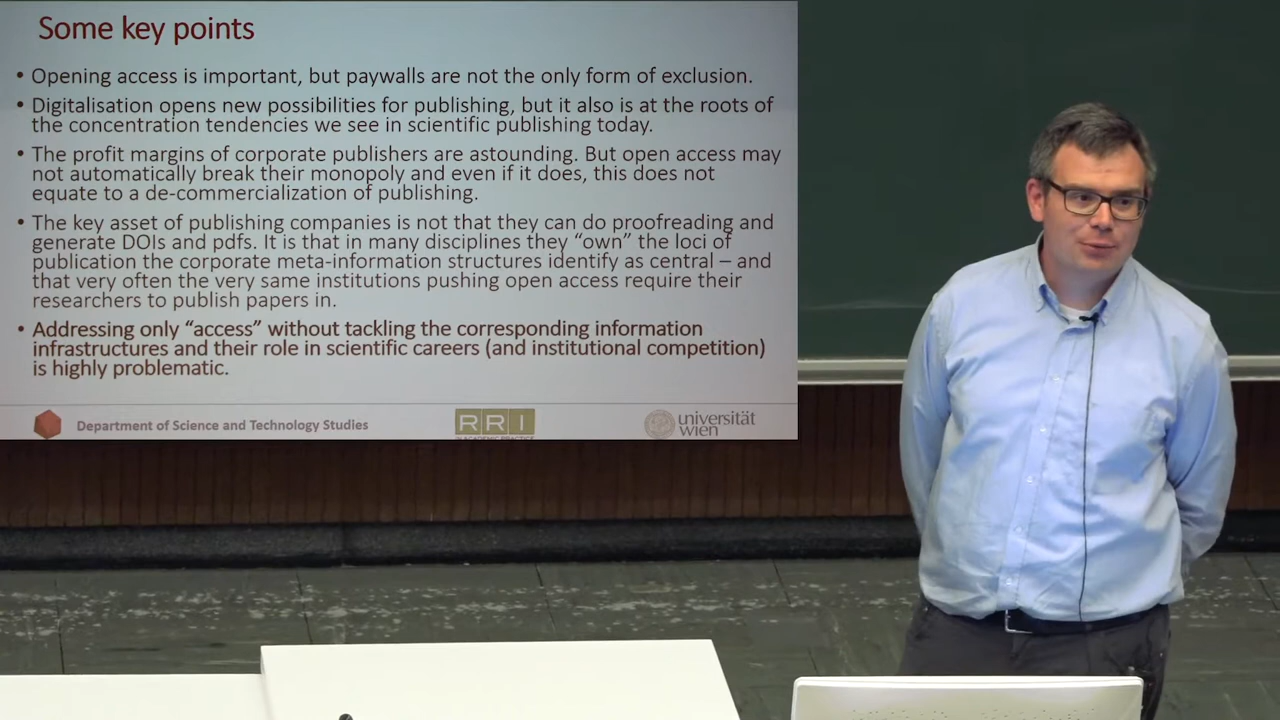 Some key points
• Opening access is important, but paywalls are not the only form of exclusion.
• Digitalisation opens new possibilities for publishing, but it also is at the roots of
the concentration tendencies we see in scientific publishing today.
• The profit margins of corporate publishers are astounding. But open access may
not automatically break their monopoly and even if it does, this does not
equate to a de-commercialization of publishing.
• The key asset of publishing companies is not that they can do proofreading and
generate DOIs and pdfs. It is that in many disciplines they “own” the loci of
publication the corporate meta-information structures identify as central – and
that very often the very same institutions pushing open access require their
researchers to publish papers in.
• Addressing only “access” without tackling the corresponding information
infrastructures and their role in scientific careers (and institutional competition)
is highly problematic.
Department of Science and Technology Studies
RRI
IN ACADEMIC PRACTICE
universität
wien